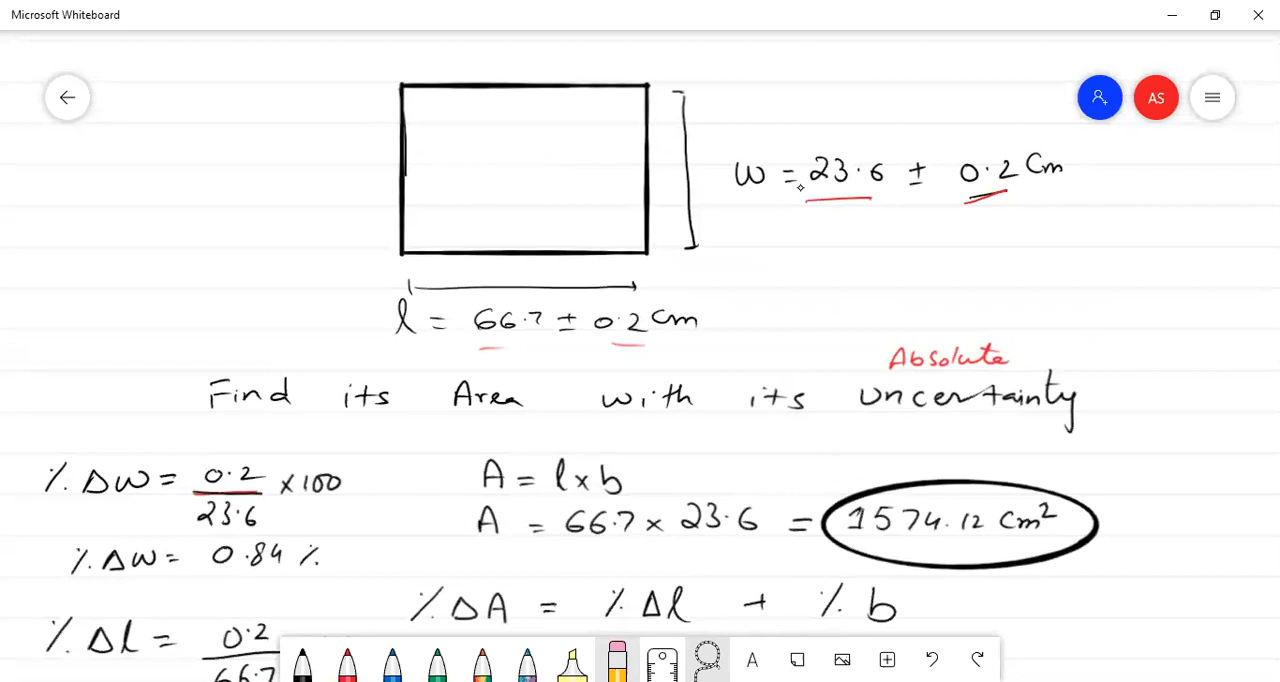 Microsoft Whiteboard
AS
w = 23.6 ± 0.2 Cm
l = 66.7 ± 0.2 Cm
Absolute
Find its Area with its Uncertainty
% Δw = 0.2 / 23.6 × 100
% Δw = 0.84 %
% Δl = 0.2 / 66.7
A = l × b
A = 66.7 × 23.6 = 1574.12 Cm²
% ΔA = % Δl + % b
A